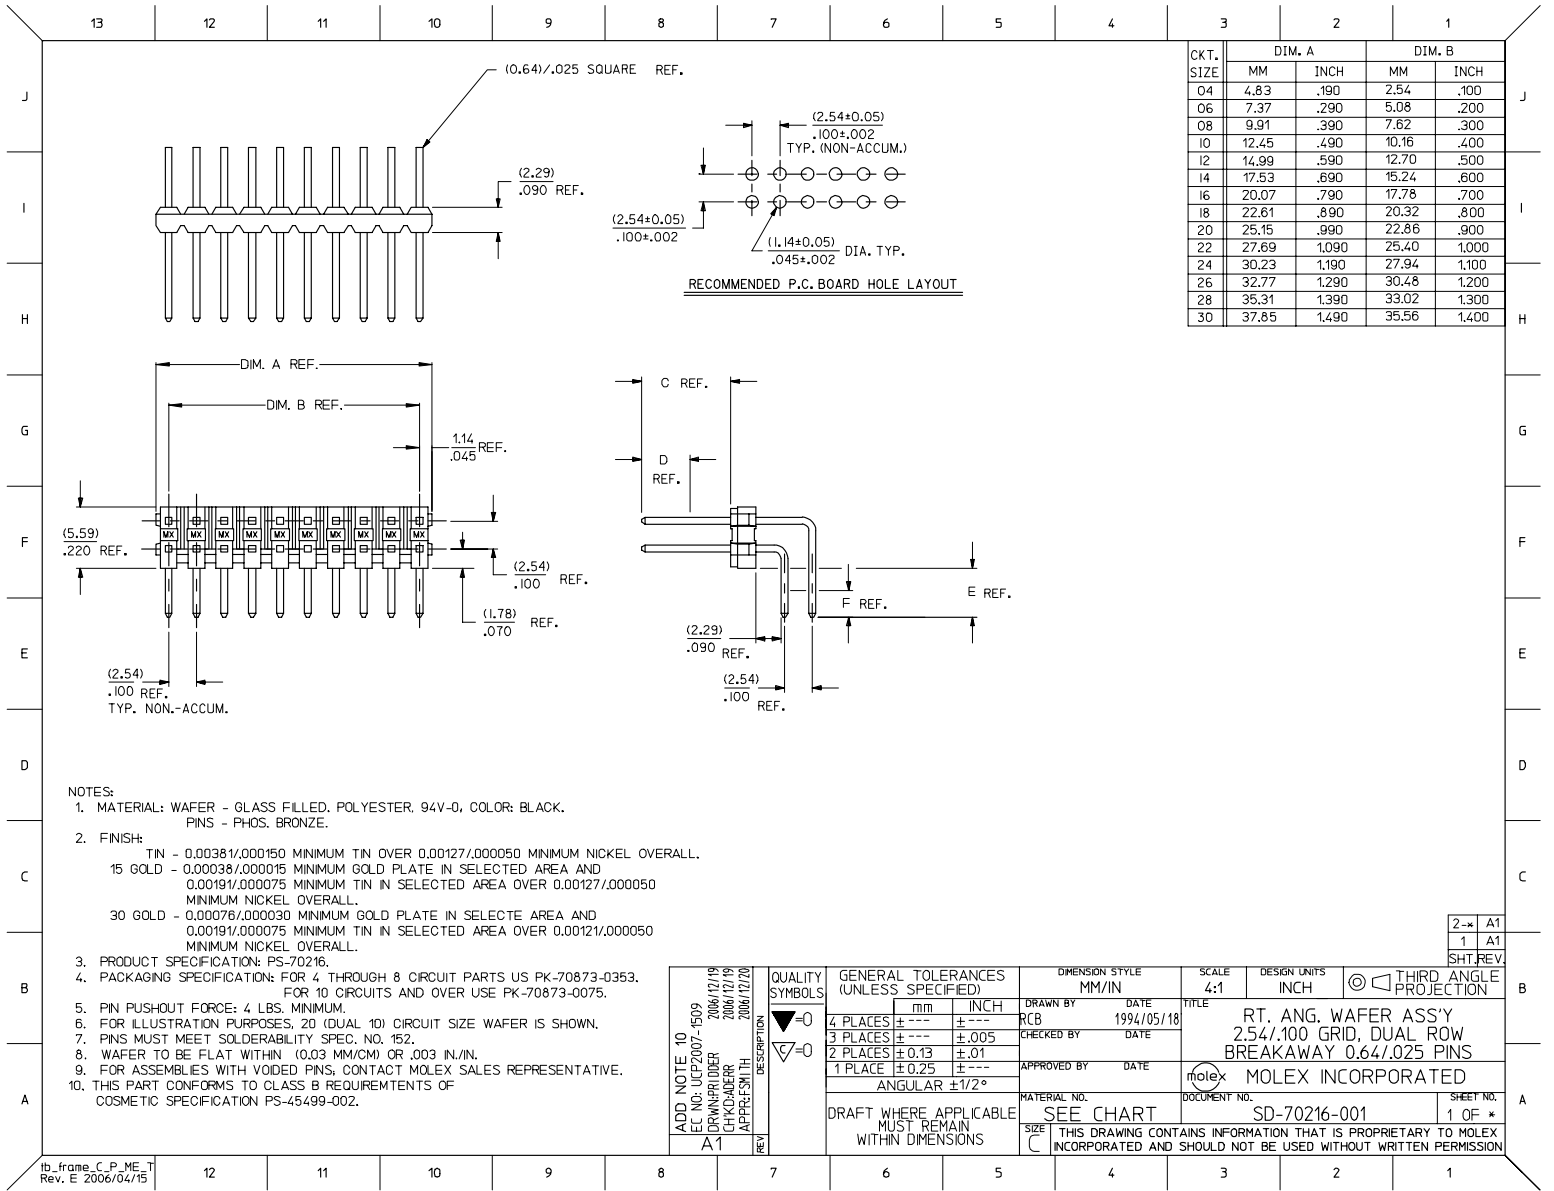 13 12 11 10 9 8 7 6 5 4 3 2 1
J
I
H
G
F
E
D
C
B
A
J
I
H
G
F
E
D
C
B
A
CKT. SIZE DIM. A DIM. B
MM INCH MM INCH
04 4.83 .190 2.54 .100
06 7.37 .290 5.08 .200
08 9.91 .390 7.62 .300
10 12.45 .490 10.16 .400
12 14.99 .590 12.70 .500
14 17.53 .690 15.24 .600
16 20.07 .790 17.78 .700
18 22.61 .890 20.32 .800
20 25.15 .990 22.86 .900
22 27.69 1.090 25.40 1.000
24 30.23 1.190 27.94 1.100
26 32.77 1.290 30.48 1.200
28 35.31 1.390 33.02 1.300
30 37.85 1.490 35.56 1.400
(0.64)/.025 SQUARE REF.
(2.29)
.090 REF.
(2.54±0.05)
.100±.002
TYP. (NON-ACCUM.)
(2.54±0.05)
.100±.002
(1.14±0.05)
.045±.002 DIA. TYP.
RECOMMENDED P.C. BOARD HOLE LAYOUT
DIM. A REF.
DIM. B REF.
1.14
.045 REF.
(5.59)
.220 REF.
MX MX MX MX MX MX MX MX MX MX
(2.54)
.100 REF.
(1.78)
.070 REF.
(2.54)
.100 REF.
TYP. NON.-ACCUM.
C REF.
D
REF.
E REF.
F REF.
(2.29)
.090 REF.
(2.54)
.100 REF.
NOTES:
1. MATERIAL: WAFER - GLASS FILLED, POLYESTER, 94V-0, COLOR: BLACK.
PINS - PHOS. BRONZE.
2. FINISH:
TIN - 0.00381/.000150 MINIMUM TIN OVER 0.00127/.000050 MINIMUM NICKEL OVERALL.
15 GOLD - 0.00038/.000015 MINIMUM GOLD PLATE IN SELECTED AREA AND
0.00191/.000075 MINIMUM TIN IN SELECTED AREA OVER 0.00127/.000050
MINIMUM NICKEL OVERALL.
30 GOLD - 0.00076/.000030 MINIMUM GOLD PLATE IN SELECTE AREA AND
0.00191/.000075 MINIMUM TIN IN SELECTED AREA OVER 0.00121/.000050
MINIMUM NICKEL OVERALL.
3. PRODUCT SPECIFICATION: PS-70216.
4. PACKAGING SPECIFICATION: FOR 4 THROUGH 8 CIRCUIT PARTS US PK-70873-0353.
FOR 10 CIRCUITS AND OVER USE PK-70873-0075.
5. PIN PUSHOUT FORCE: 4 LBS. MINIMUM.
6. FOR ILLUSTRATION PURPOSES, 20 (DUAL 10) CIRCUIT SIZE WAFER IS SHOWN.
7. PINS MUST MEET SOLDERABILITY SPEC. NO. 152.
8. WAFER TO BE FLAT WITHIN (0.03 MM/CM) OR .003 IN./IN.
9. FOR ASSEMBLIES WITH VOIDED PINS, CONTACT MOLEX SALES REPRESENTATIVE.
10. THIS PART CONFORMS TO CLASS B REQUIREMTENTS OF
COSMETIC SPECIFICATION PS-45499-002.
2-* A1
1 A1
SHT. REV.
ADD NOTE 10
EC NO: UCP2007-1509
DRWN:PRIDDER 2006/12/19
CHK'D:ADERR 2006/12/19
APPR:FSMITH 2006/12/20
DESCRIPTION
A1 REV
QUALITY SYMBOLS
=0
C =0
GENERAL TOLERANCES
(UNLESS SPECIFIED)
mm INCH
4 PLACES ± --- ± ---
3 PLACES ± --- ± .005
2 PLACES ± 0.13 ± .01
1 PLACE ± 0.25 ± ---
ANGULAR ±1/2°
DRAFT WHERE APPLICABLE
MUST REMAIN
WITHIN DIMENSIONS
DIMENSION STYLE
MM/IN
SCALE
4:1
DESIGN UNITS
INCH
THIRD ANGLE PROJECTION
DRAWN BY DATE
RCB 1994/05/18
CHECKED BY DATE
APPROVED BY DATE
TITLE
RT. ANG. WAFER ASS'Y
2.54/.100 GRID, DUAL ROW
BREAKAWAY 0.64/.025 PINS
molex MOLEX INCORPORATED
MATERIAL NO.
SEE CHART
DOCUMENT NO.
SD-70216-001
SHEET NO.
1 OF *
SIZE
C
THIS DRAWING CONTAINS INFORMATION THAT IS PROPRIETARY TO MOLEX
INCORPORATED AND SHOULD NOT BE USED WITHOUT WRITTEN PERMISSION
tb_frame_C_P_ME_T
Rev. E 2006/04/15
12 11 10 9 8 7 6 5 4 3 2 1